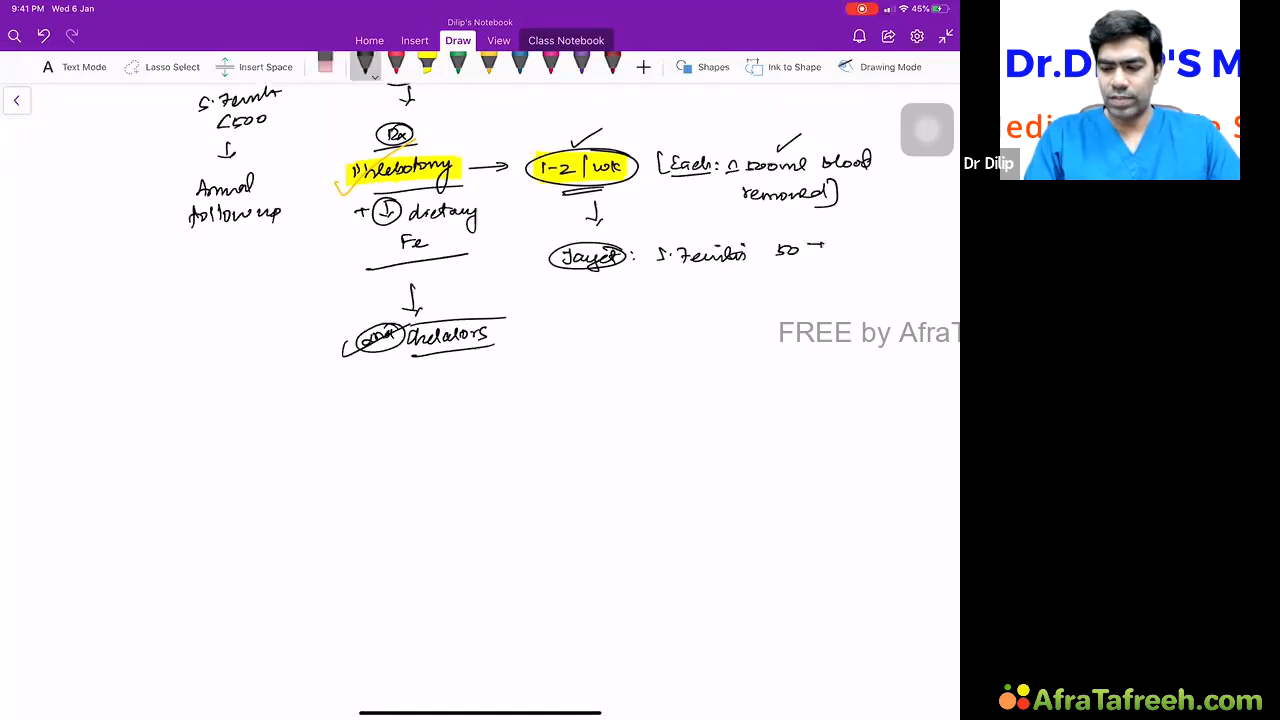 9:41 PM Wed 6 Jan
45%
Dilip's Notebook
Home Insert Draw View Class Notebook
Text Mode Lasso Select Insert Space Shapes Ink to Shape Drawing Mode
S. Ferritin
<500
↓
Annual
follow up
↓
Rx
Phlebotomy → 1-2 / wk [Each: 500ml blood
removed]
+ ↓ dietary
Fe
↓
Chelators
↓
Target: S. Ferritin 50 -
Dr.DILIP'S M
edi
e S
Dr Dilip
FREE by AfraT
AfraTafreeh.com